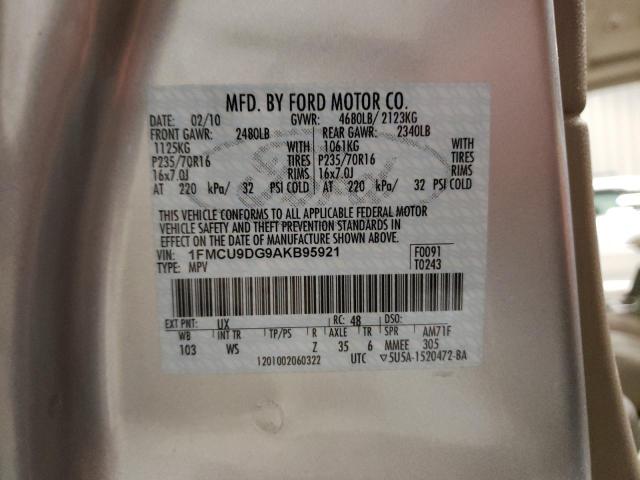 MFD. BY FORD MOTOR CO.
DATE: 02/10 GVWR: 4680LB/ 2123KG
FRONT GAWR: 2480LB REAR GAWR: 2340LB
1125KG WITH 1061KG WITH
P235/70R16 TIRES P235/70R16 TIRES
16x7.0J RIMS 16x7.0J RIMS
AT 220 kPa/ 32 PSI COLD AT 220 kPa/ 32 PSI COLD
Ford
THIS VEHICLE CONFORMS TO ALL APPLICABLE FEDERAL MOTOR
VEHICLE SAFETY AND THEFT PREVENTION STANDARDS IN
EFFECT ON THE DATE OF MANUFACTURE SHOWN ABOVE.
VIN: 1FMCU9DG9AKB95921 F0091
TYPE: MPV T0243
EXT PNT: UX RC: 48 DSO:
WB INT TR TP/PS R AXLE TR SPR AM71F
103 WS Z 35 6 MMEE 305
1201002060322 UTC ▽5U5A-1520472-BA